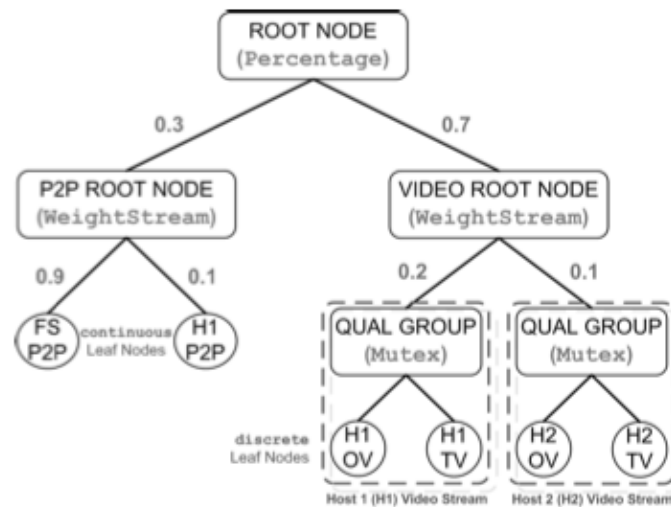 ROOT NODE
(Percentage)
0.3
0.7
P2P ROOT NODE
(WeightStream)
VIDEO ROOT NODE
(WeightStream)
0.9
0.1
0.2
0.1
FS
P2P
continuous
Leaf Nodes
H1
P2P
QUAL GROUP
(Mutex)
QUAL GROUP
(Mutex)
discrete
Leaf Nodes
H1
OV
H1
TV
H2
OV
H2
TV
Host 1 (H1) Video Stream
Host 2 (H2) Video Stream